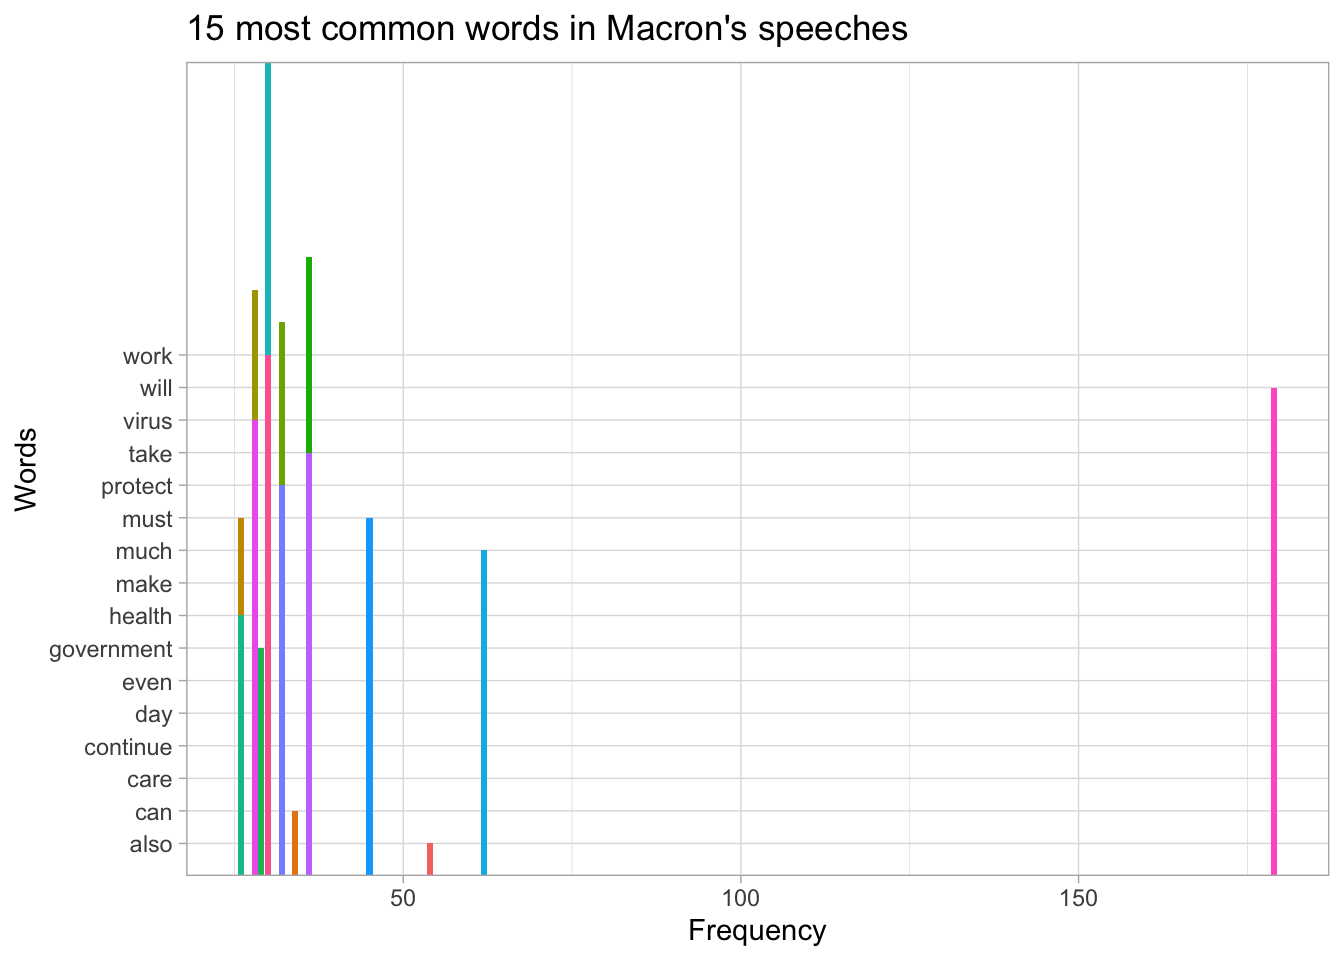 15 most common words in Macron's speeches
work
will
virus
take
protect
must
much
make
health
government
even
day
continue
care
can
also
Words
50 100 150
Frequency